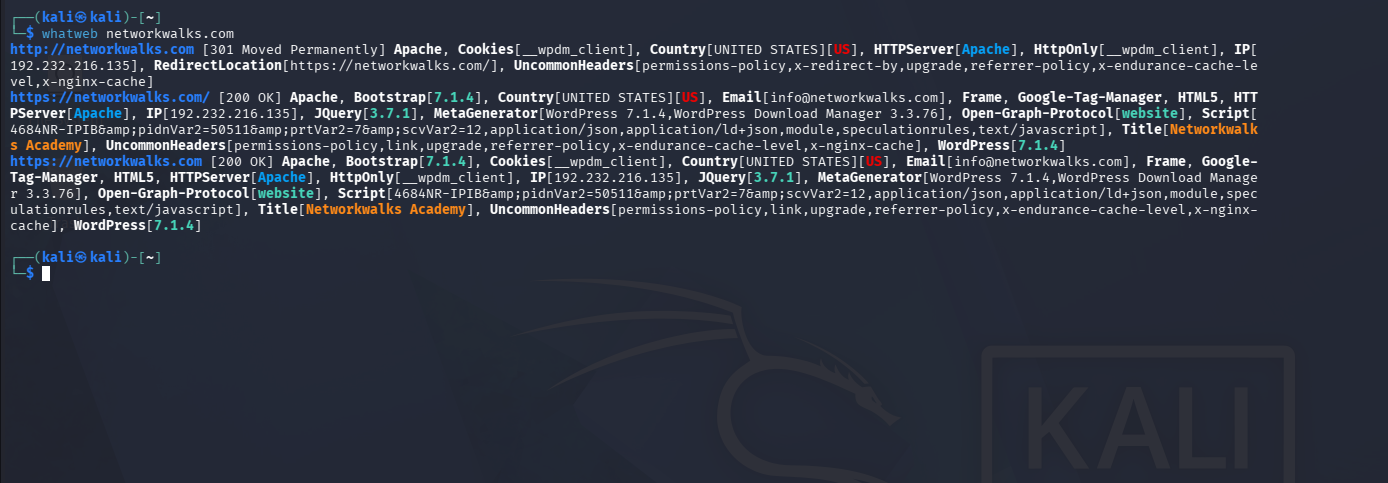 ┌──(kali㉿kali)-[~]
└─$ whatweb networkwalks.com
http://networkwalks.com [301 Moved Permanently] Apache, Cookies[__wpdm_client], Country[UNITED STATES][US], HTTPServer[Apache], HttpOnly[__wpdm_client], IP[
192.232.216.135], RedirectLocation[https://networkwalks.com/], UncommonHeaders[permissions-policy,x-redirect-by,upgrade,referrer-policy,x-endurance-cache-le
vel,x-nginx-cache]
https://networkwalks.com/ [200 OK] Apache, Bootstrap[7.1.4], Country[UNITED STATES][US], Email[info@networkwalks.com], Frame, Google-Tag-Manager, HTML5, HTT
PServer[Apache], IP[192.232.216.135], JQuery[3.7.1], MetaGenerator[WordPress 7.1.4,WordPress Download Manager 3.3.76], Open-Graph-Protocol[website], Script[
4684NR-IPIB&amp;pidnVar2=50511&amp;prtVar2=7&amp;scvVar2=12,application/json,application/ld+json,module,speculationrules,text/javascript], Title[Networkwalk
s Academy], UncommonHeaders[permissions-policy,link,upgrade,referrer-policy,x-endurance-cache-level,x-nginx-cache], WordPress[7.1.4]
https://networkwalks.com [200 OK] Apache, Bootstrap[7.1.4], Cookies[__wpdm_client], Country[UNITED STATES][US], Email[info@networkwalks.com], Frame, Google-
Tag-Manager, HTML5, HTTPServer[Apache], HttpOnly[__wpdm_client], IP[192.232.216.135], JQuery[3.7.1], MetaGenerator[WordPress 7.1.4,WordPress Download Manage
r 3.3.76], Open-Graph-Protocol[website], Script[4684NR-IPIB&amp;pidnVar2=50511&amp;prtVar2=7&amp;scvVar2=12,application/json,application/ld+json,module,spec
ulationrules,text/javascript], Title[Networkwalks Academy], UncommonHeaders[permissions-policy,link,upgrade,referrer-policy,x-endurance-cache-level,x-nginx-
cache], WordPress[7.1.4]
┌──(kali㉿kali)-[~]
└─$
KALI